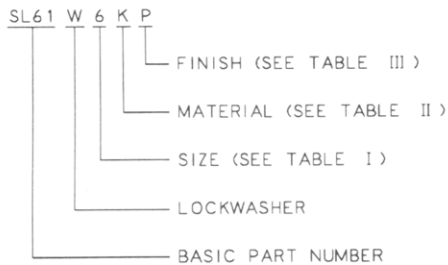 SL61 W 6 K P
FINISH (SEE TABLE III)
MATERIAL (SEE TABLE II)
SIZE (SEE TABLE I)
LOCKWASHER
BASIC PART NUMBER